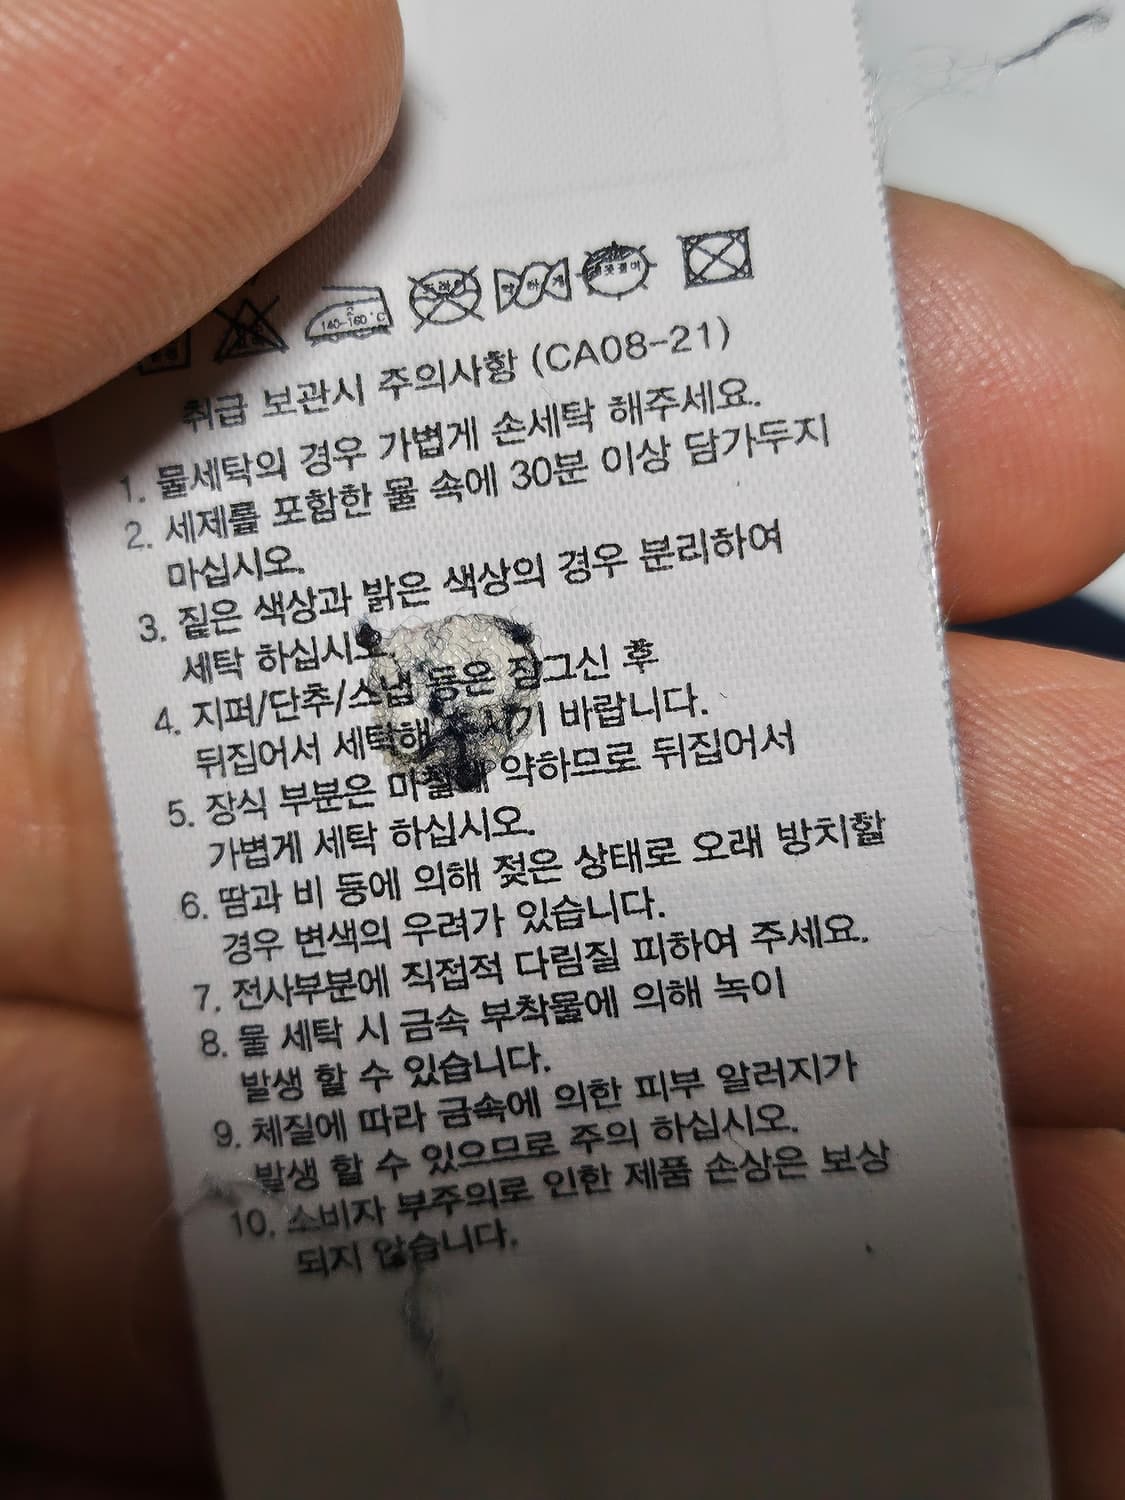 140-160°C
약 하 게
취급 보관시 주의사항 (CA08-21)
1. 물세탁의 경우 가볍게 손세탁 해주세요.
2. 세제를 포함한 물 속에 30분 이상 담가두지
마십시오.
3. 짙은 색상과 밝은 색상의 경우 분리하여
세탁 하십시오.
4. 지퍼/단추/스냅 등은 잠그신 후
뒤집어서 바랍니다.
5. 장식 부분은 약하므로 뒤집어서
가볍게 세탁 하십시오.
6. 땀과 비 등에 의해 젖은 상태로 오래 방치할
경우 변색의 우려가 있습니다.
7. 전사부분에 직접적 다림질 피하여 주세요.
8. 물 세탁 시 금속 부착물에 의해 녹이
발생 할 수 있습니다.
9. 체질에 따라 금속에 의한 피부 알러지가
발생 할 수 있으므로 주의 하십시오.
10. 소비자 부주의로 인한 제품 손상은 보상
되지 않습니다.